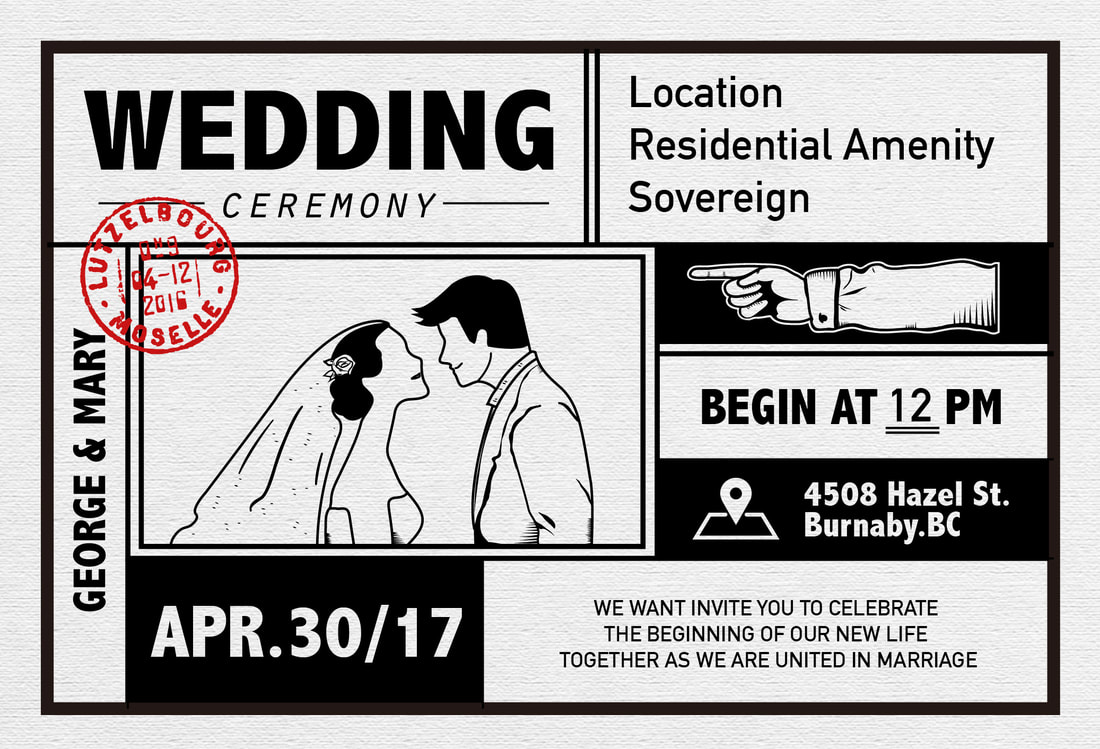 WEDDING
CEREMONY
Location
Residential Amenity
Sovereign
LUTZELBOURG
04-12
2016
MOSELLE
GEORGE & MARY
BEGIN AT 12 PM
4508 Hazel St.
Burnaby.BC
APR.30/17
WE WANT INVITE YOU TO CELEBRATE
THE BEGINNING OF OUR NEW LIFE
TOGETHER AS WE ARE UNITED IN MARRIAGE